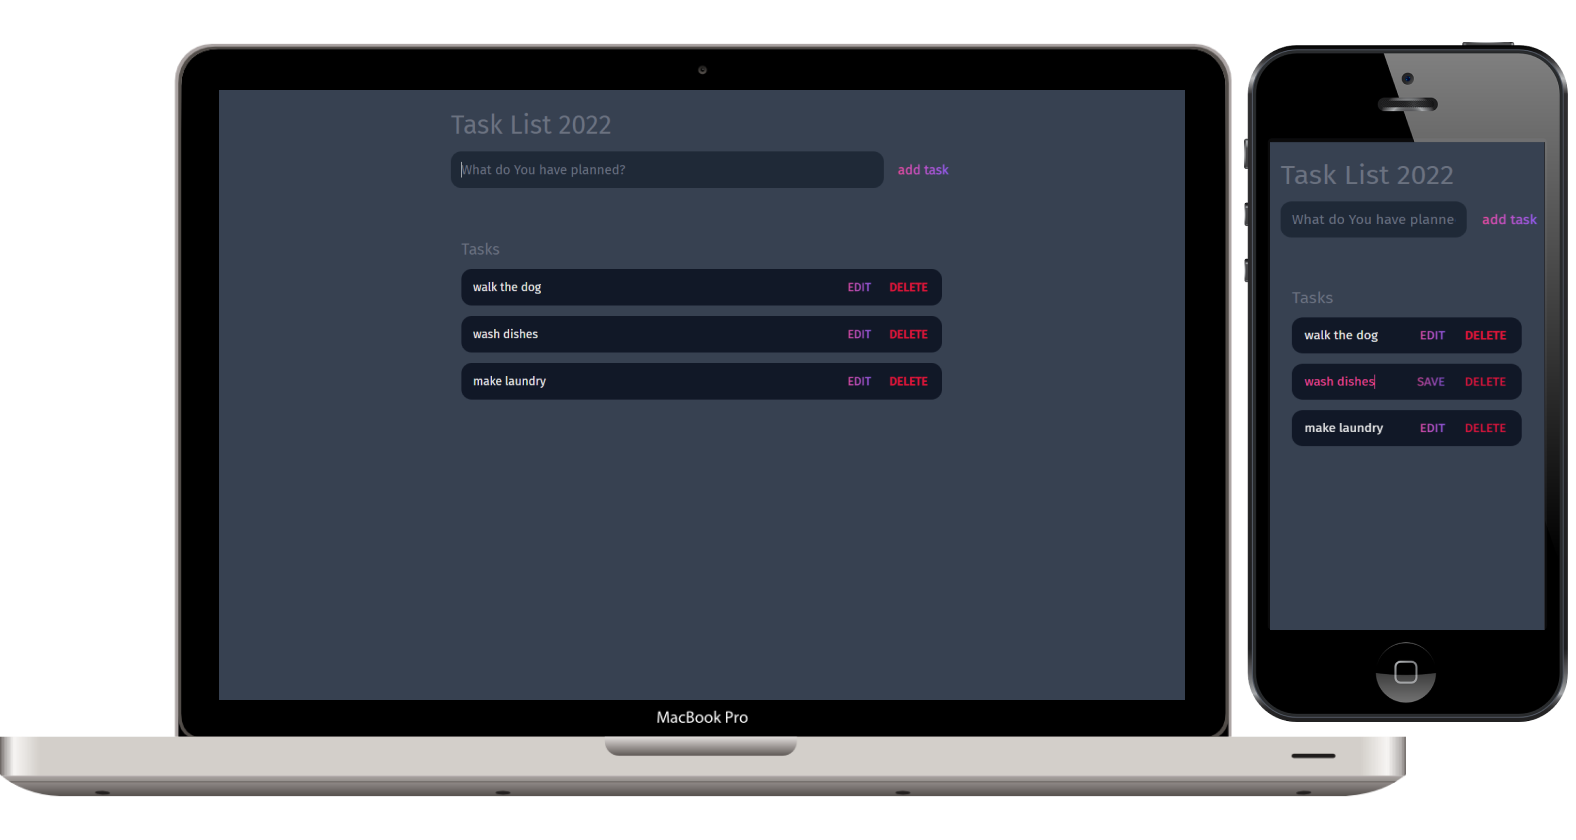 Task List 2022
What do You have planned? add task
Tasks
walk the dog EDIT DELETE
wash dishes EDIT DELETE
make laundry EDIT DELETE
MacBook Pro
Task List 2022
What do You have planne add task
Tasks
walk the dog EDIT DELETE
wash dishes SAVE DELETE
make laundry EDIT DELETE